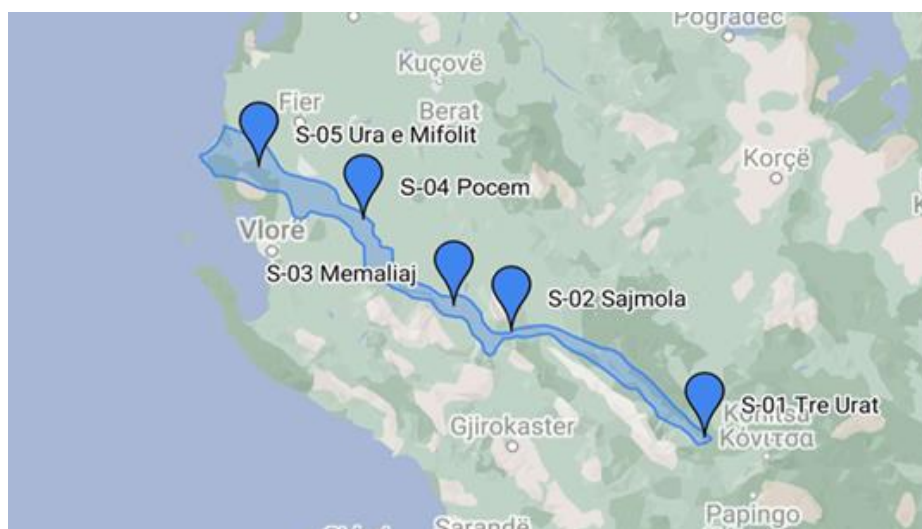 Pogradec
Kuçovë
Fier
Berat
S-05 Ura e Mifolit
Korçë
S-04 Pocem
Vlorë
S-03 Memaliaj
S-02 Sajmola
S-01 Tre Urat
Konitsa
Gjirokaster
Κόνιτσα
Papingo
Sarandë